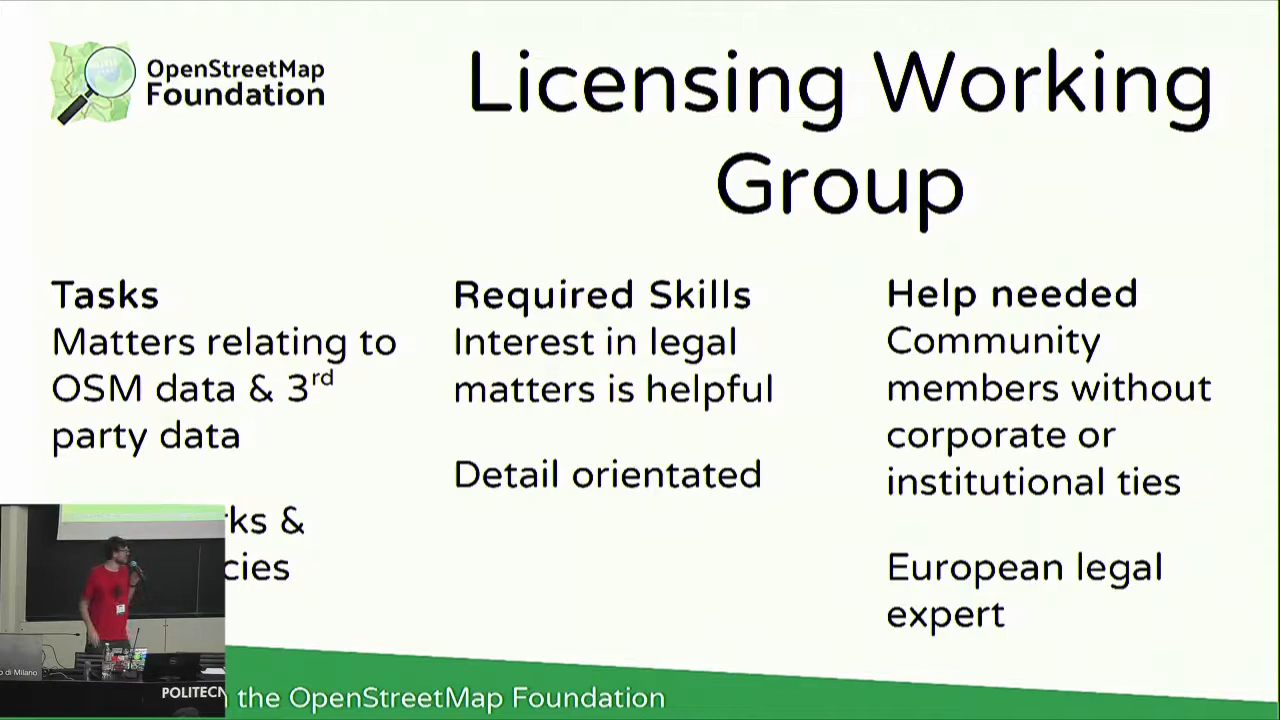 OpenStreetMap
Foundation
Licensing Working
Group
Tasks
Matters relating to
OSM data & 3rd
party data
&
Required Skills
Interest in legal
matters is helpful
Detail orientated
Help needed
Community
members without
corporate or
institutional ties
European legal
expert
the OpenStreetMap Foundation
di Milano
POLITECN